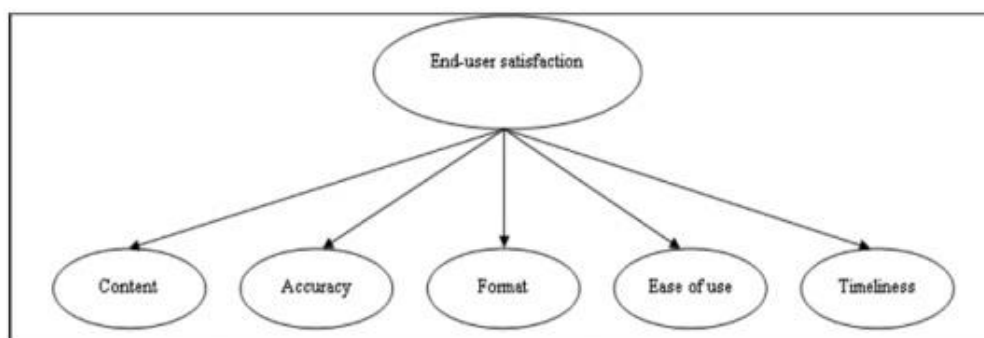 End-user satisfaction
Content
Accuracy
Format
Ease of use
Timeliness